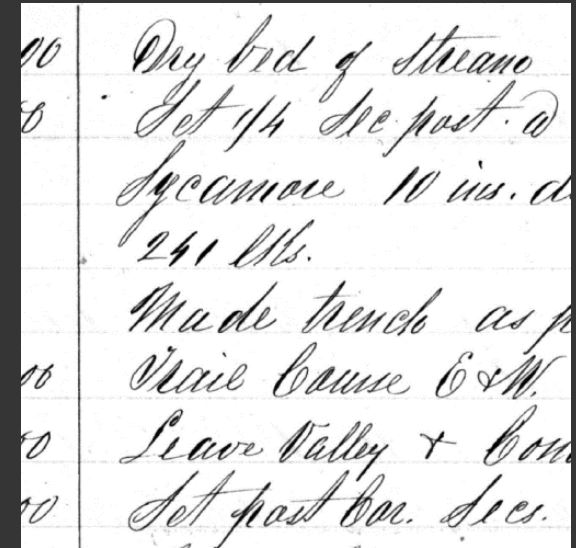 00 Dry bed of stream
Set 1/4 Sec. post. a
Sycamore 10 ins. d
241 lks.
Made trench as p
00 Trail Course E & W.
00 Leave Valley & Com
00 Set post Cor. Secs.